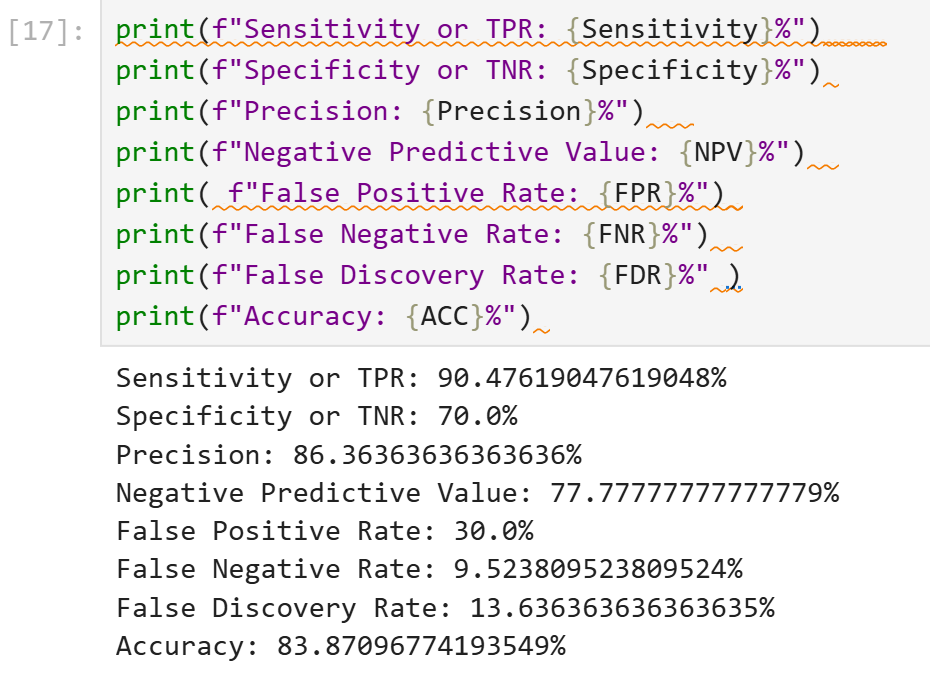 [17]: print(f"Sensitivity or TPR: {Sensitivity}%")
print(f"Specificity or TNR: {Specificity}%")
print(f"Precision: {Precision}%")
print(f"Negative Predictive Value: {NPV}%")
print( f"False Positive Rate: {FPR}%")
print(f"False Negative Rate: {FNR}%")
print(f"False Discovery Rate: {FDR}%" )
print(f"Accuracy: {ACC}%")
Sensitivity or TPR: 90.47619047619048%
Specificity or TNR: 70.0%
Precision: 86.36363636363636%
Negative Predictive Value: 77.77777777777779%
False Positive Rate: 30.0%
False Negative Rate: 9.523809523809524%
False Discovery Rate: 13.636363636363635%
Accuracy: 83.87096774193549%